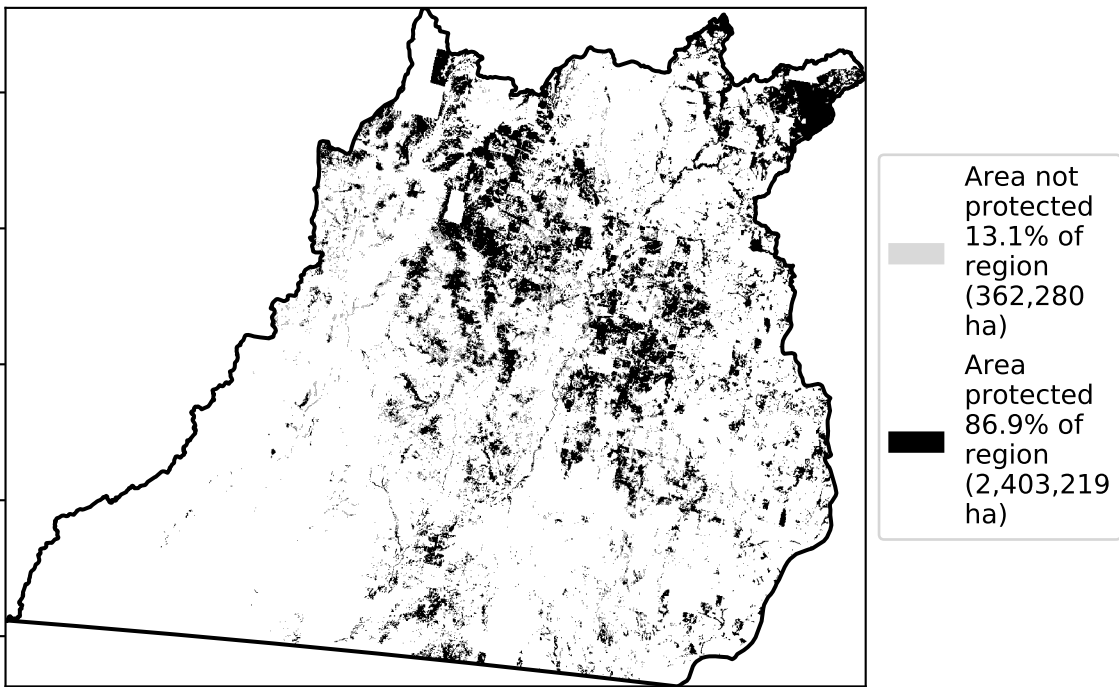 Area not
protected
13.1% of
region
(362,280
ha)
Area
protected
86.9% of
region
(2,403,219
ha)